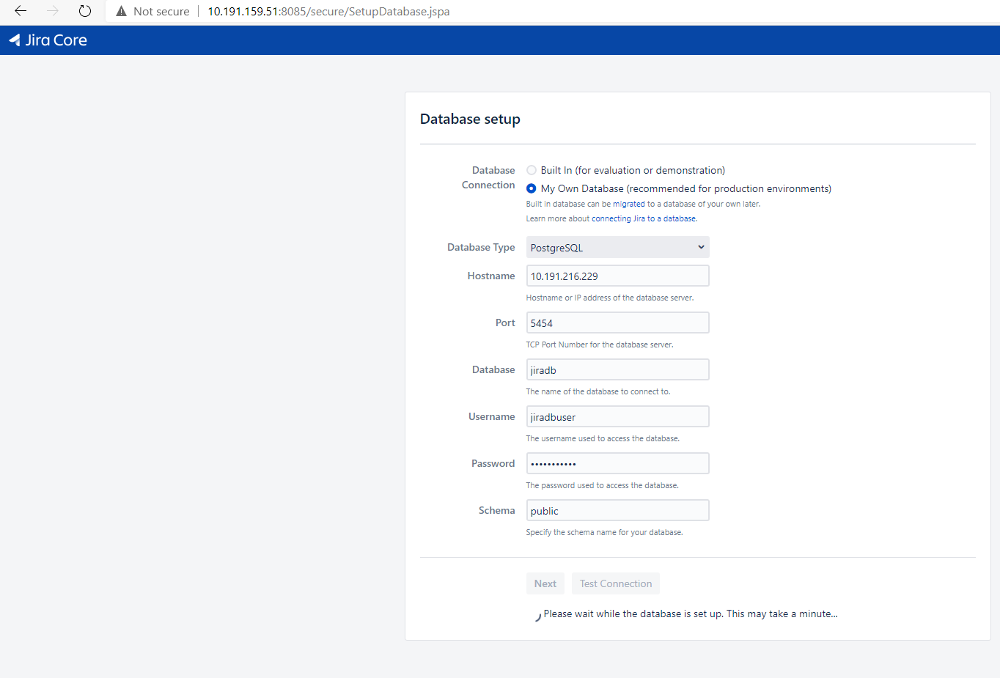 Not secure | 10.191.159.51:8085/secure/SetupDatabase.jspa
Jira Core
Database setup
Database Connection
Built In (for evaluation or demonstration)
My Own Database (recommended for production environments)
Built in database can be migrated to a database of your own later.
Learn more about connecting Jira to a database.
Database Type PostgreSQL
Hostname 10.191.216.229
Hostname or IP address of the database server.
Port 5454
TCP Port Number for the database server.
Database jiradb
The name of the database to connect to.
Username jiradbuser
The username used to access the database.
Password •••••••••••
The password used to access the database.
Schema public
Specify the schema name for your database.
Next Test Connection
Please wait while the database is set up. This may take a minute...